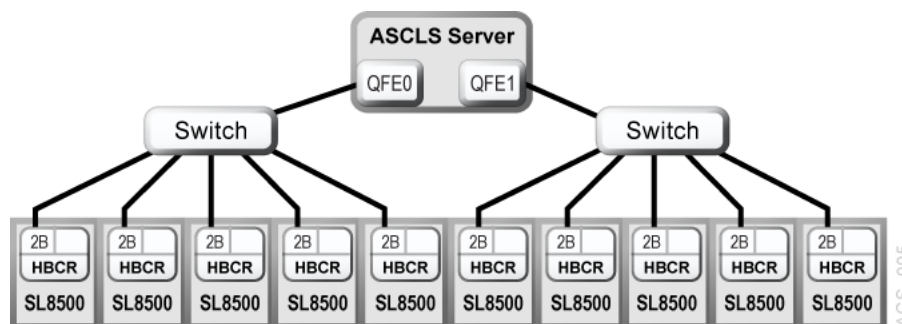 ASCLS Server
QFE0 QFE1
Switch Switch
2B 2B 2B 2B 2B 2B 2B 2B 2B 2B
HBCR HBCR HBCR HBCR HBCR HBCR HBCR HBCR HBCR HBCR
SL8500 SL8500 SL8500 SL8500 SL8500 SL8500 SL8500 SL8500 SL8500 SL8500